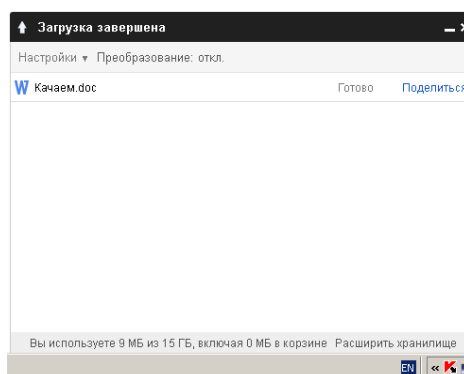 Загрузка завершена
Настройки Преобразование: откл.
W Качаем.doc Готово Поделиться
Вы используете 9 МБ из 15 ГБ, включая 0 МБ в корзине Расширить хранилище
EN «